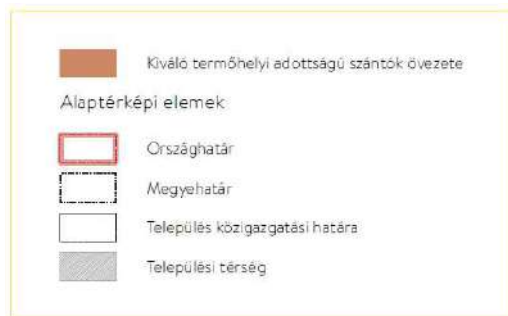 Kiváló termőhelyi adottságú szántók övezete
Alaptérképi elemek
Országhatár
Megyehatár
Település közigazgatási határa
Települési térség